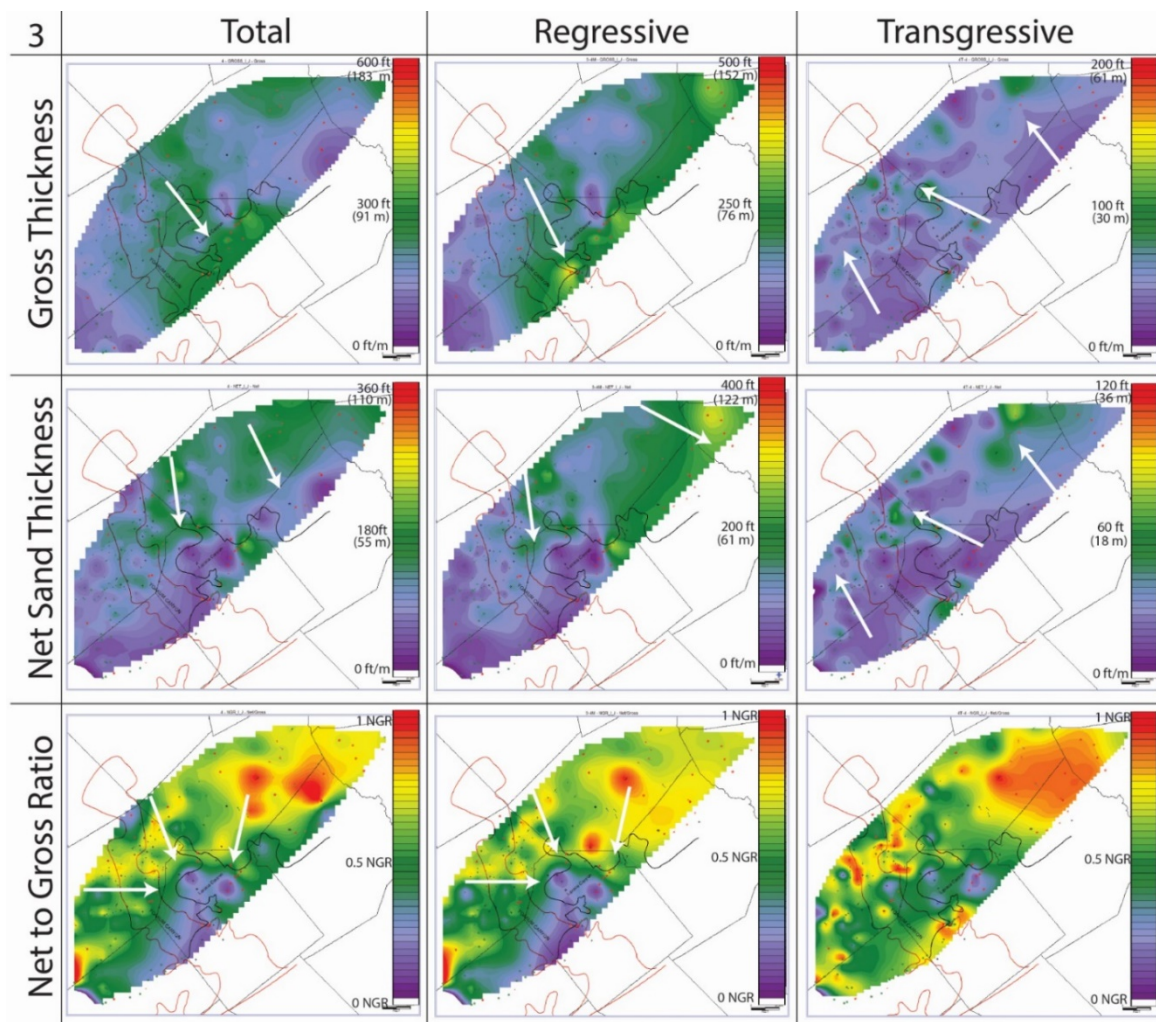 3
Total
Regressive
Transgressive
Gross Thickness
600 ft
(183 m)
300 ft
(91 m)
0 ft/m
500 ft
(152 m)
250 ft
(76 m)
0 ft/m
200 ft
(61 m)
100 ft
(30 m)
0 ft/m
Net Sand Thickness
360 ft
(110 m)
180ft
(55 m)
0 ft/m
400 ft
(122 m)
200 ft
(61 m)
0 ft/m
120 ft
(36 m)
60 ft
(18 m)
0 ft/m
Net to Gross Ratio
1 NGR
0.5 NGR
0 NGR
1 NGR
0.5 NGR
0 NGR
1 NGR
0.5 NGR
0 NGR